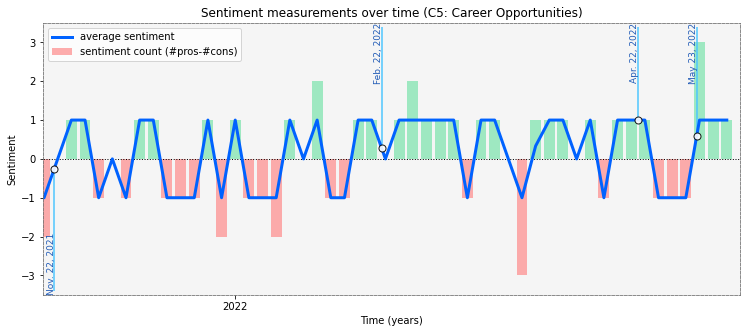 Sentiment measurements over time (C5: Career Opportunities)
average sentiment
sentiment count (#pros-#cons)
Feb. 22, 2022
Apr. 22, 2022
May 23, 2022
Nov. 22, 2021
Sentiment
3
2
1
0
−1
−2
−3
2022
Time (years)